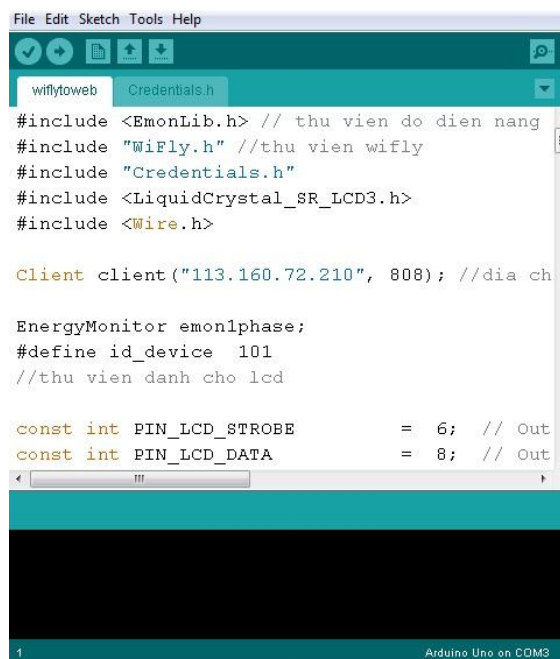 File Edit Sketch Tools Help
wiflytoweb Credentials.h
#include <EmonLib.h> // thu vien do dien nang
#include "WiFly.h" //thu vien wifly
#include "Credentials.h"
#include <LiquidCrystal_SR_LCD3.h>
#include <Wire.h>
Client client("113.160.72.210", 808); //dia ch
EnergyMonitor emon1phase;
#define id_device 101
//thu vien danh cho lcd
const int PIN_LCD_STROBE = 6; // Out
const int PIN_LCD_DATA = 8; // Out
1 Arduino Uno on COM3